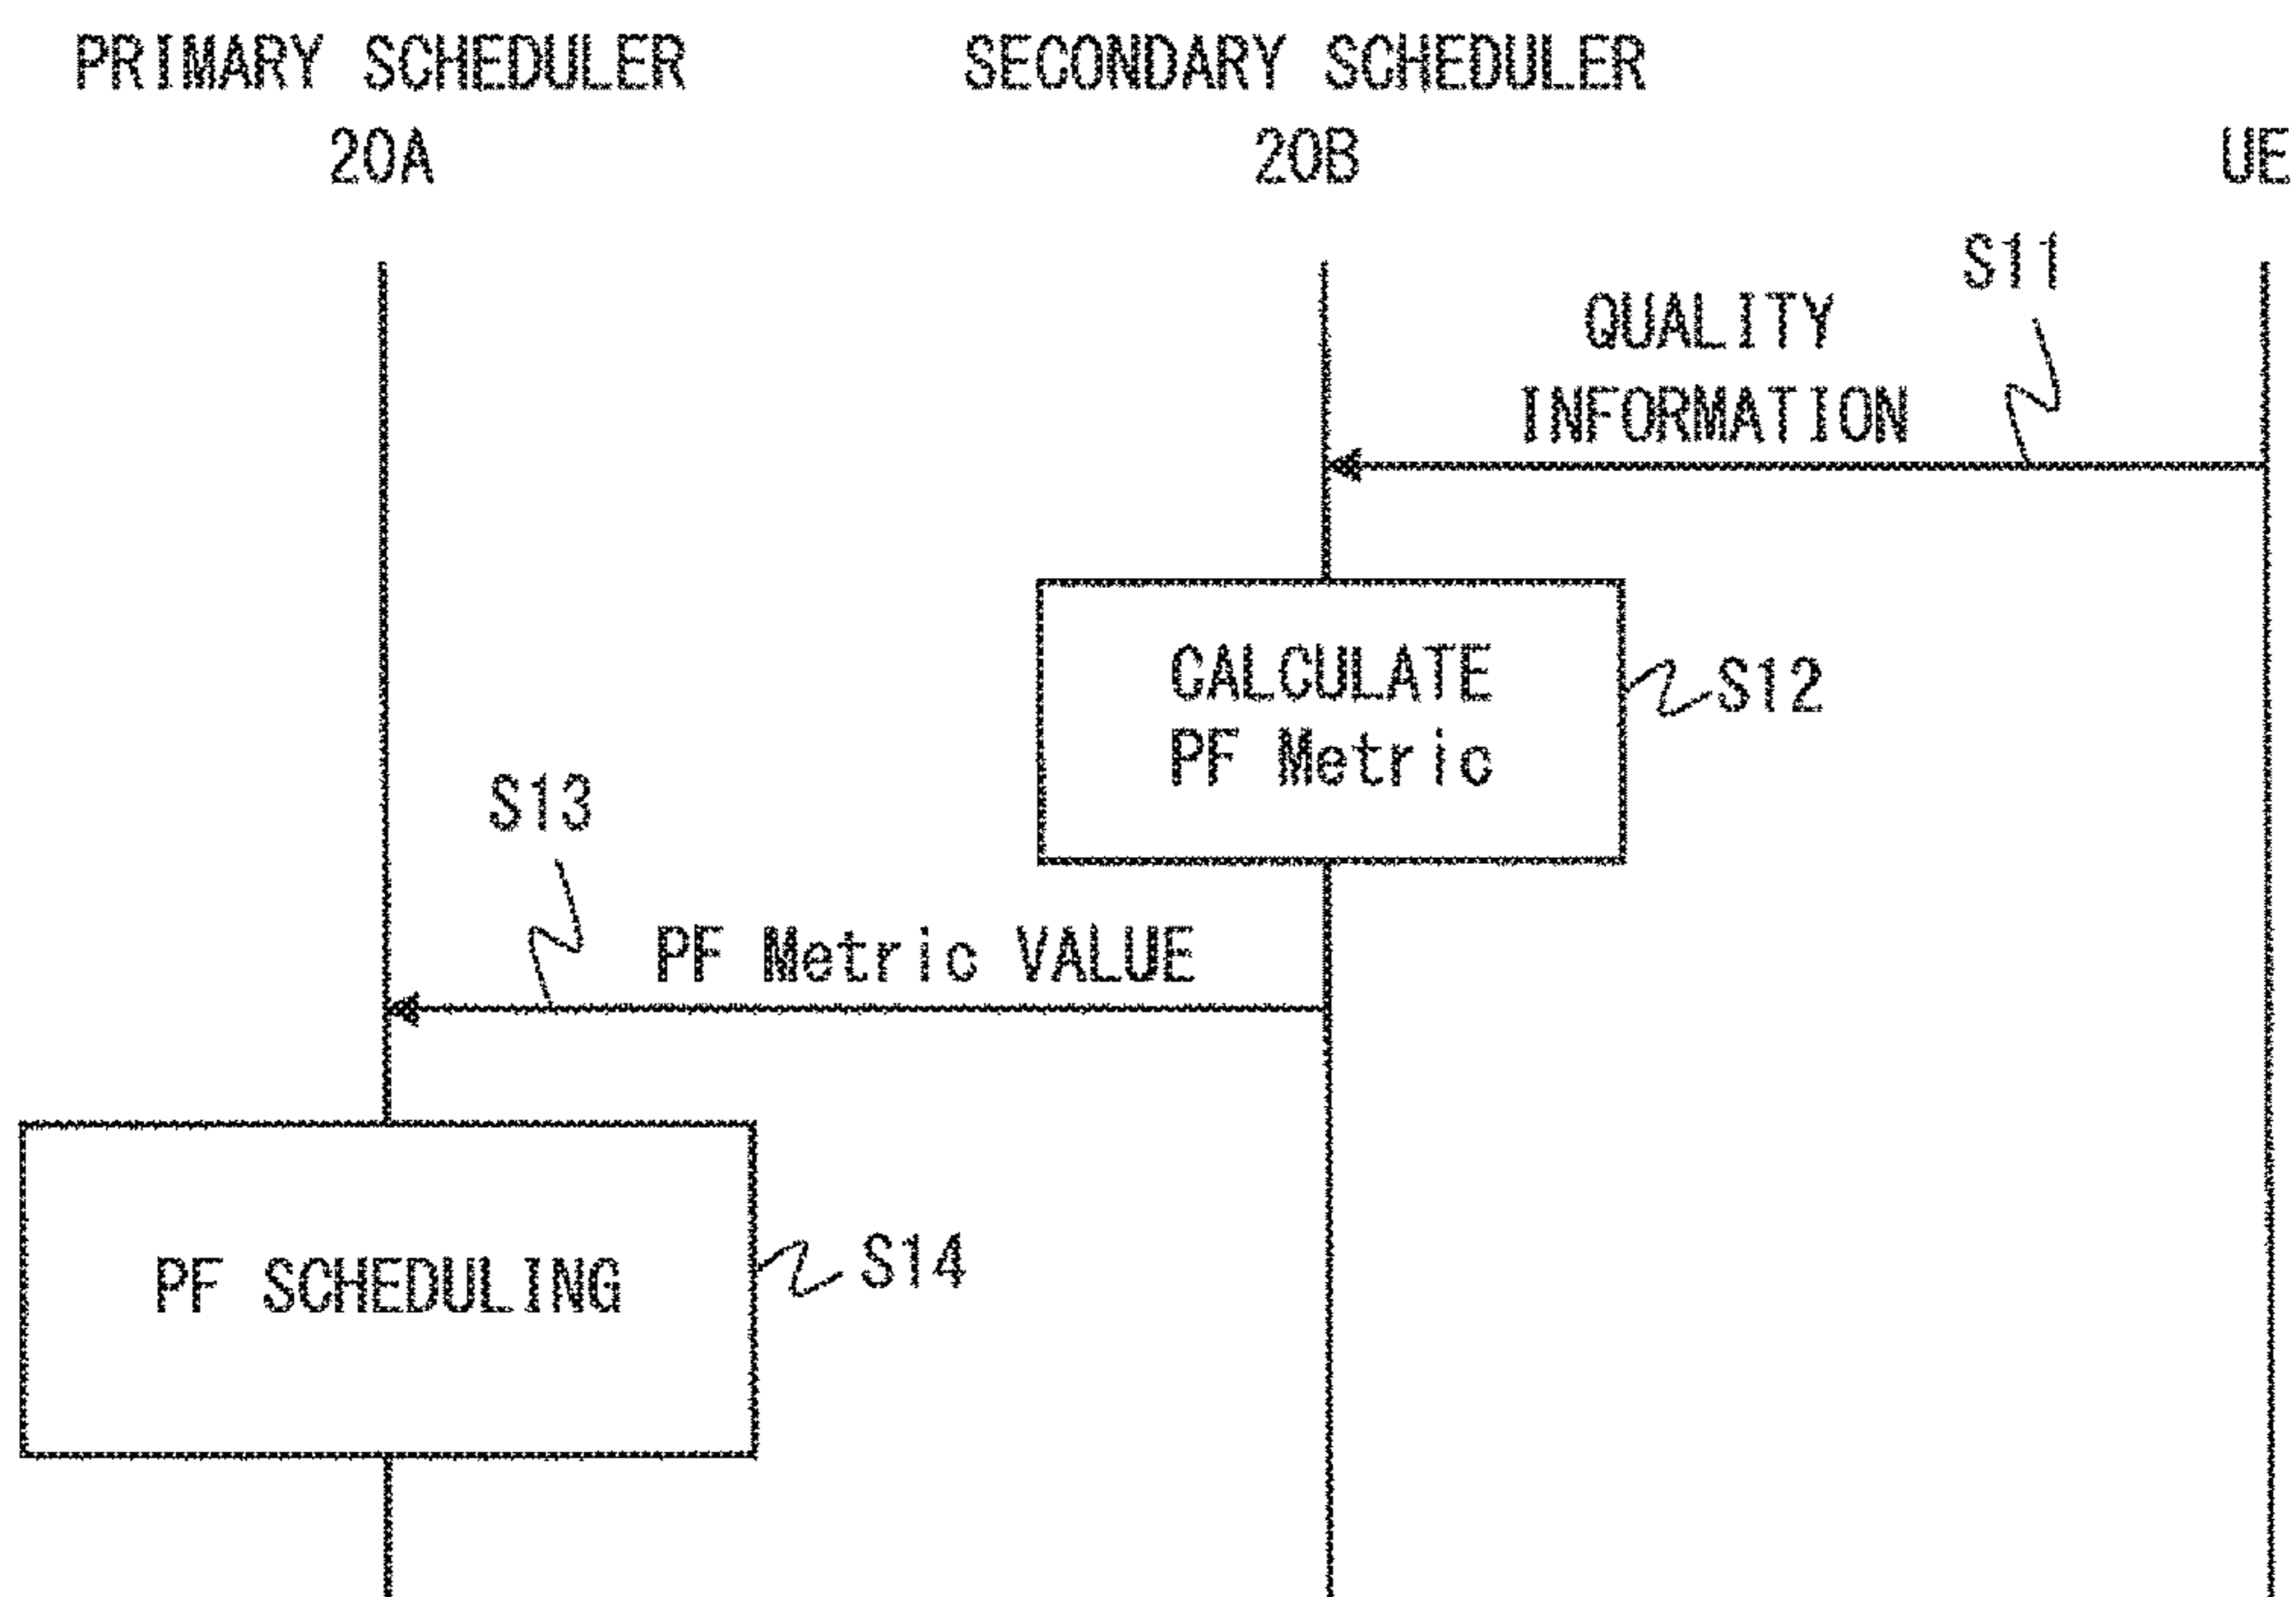 PRIMARY SCHEDULER
20A
SECONDARY SCHEDULER
20B
UE
S11
QUALITY
INFORMATION
CALCULATE
PF Metric
S12
S13
PF Metric VALUE
PF SCHEDULING
S14